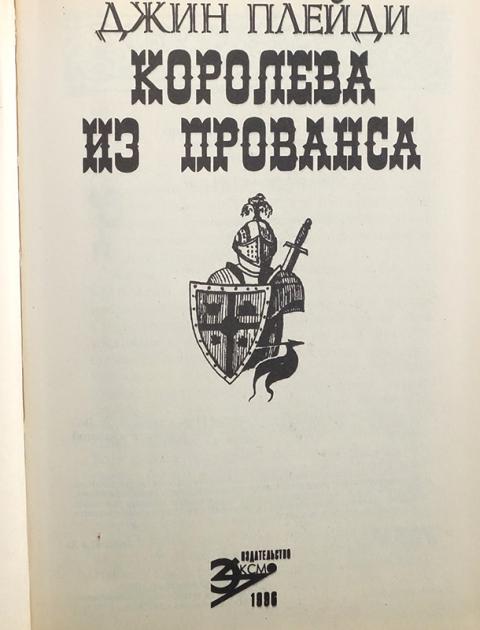 ДЖИН ПЛЕЙДИ
КОРОЛЕВА
ИЗ ПРОВАНСА
ИЗДАТЕЛЬСТВО
ЭКСМО
1996